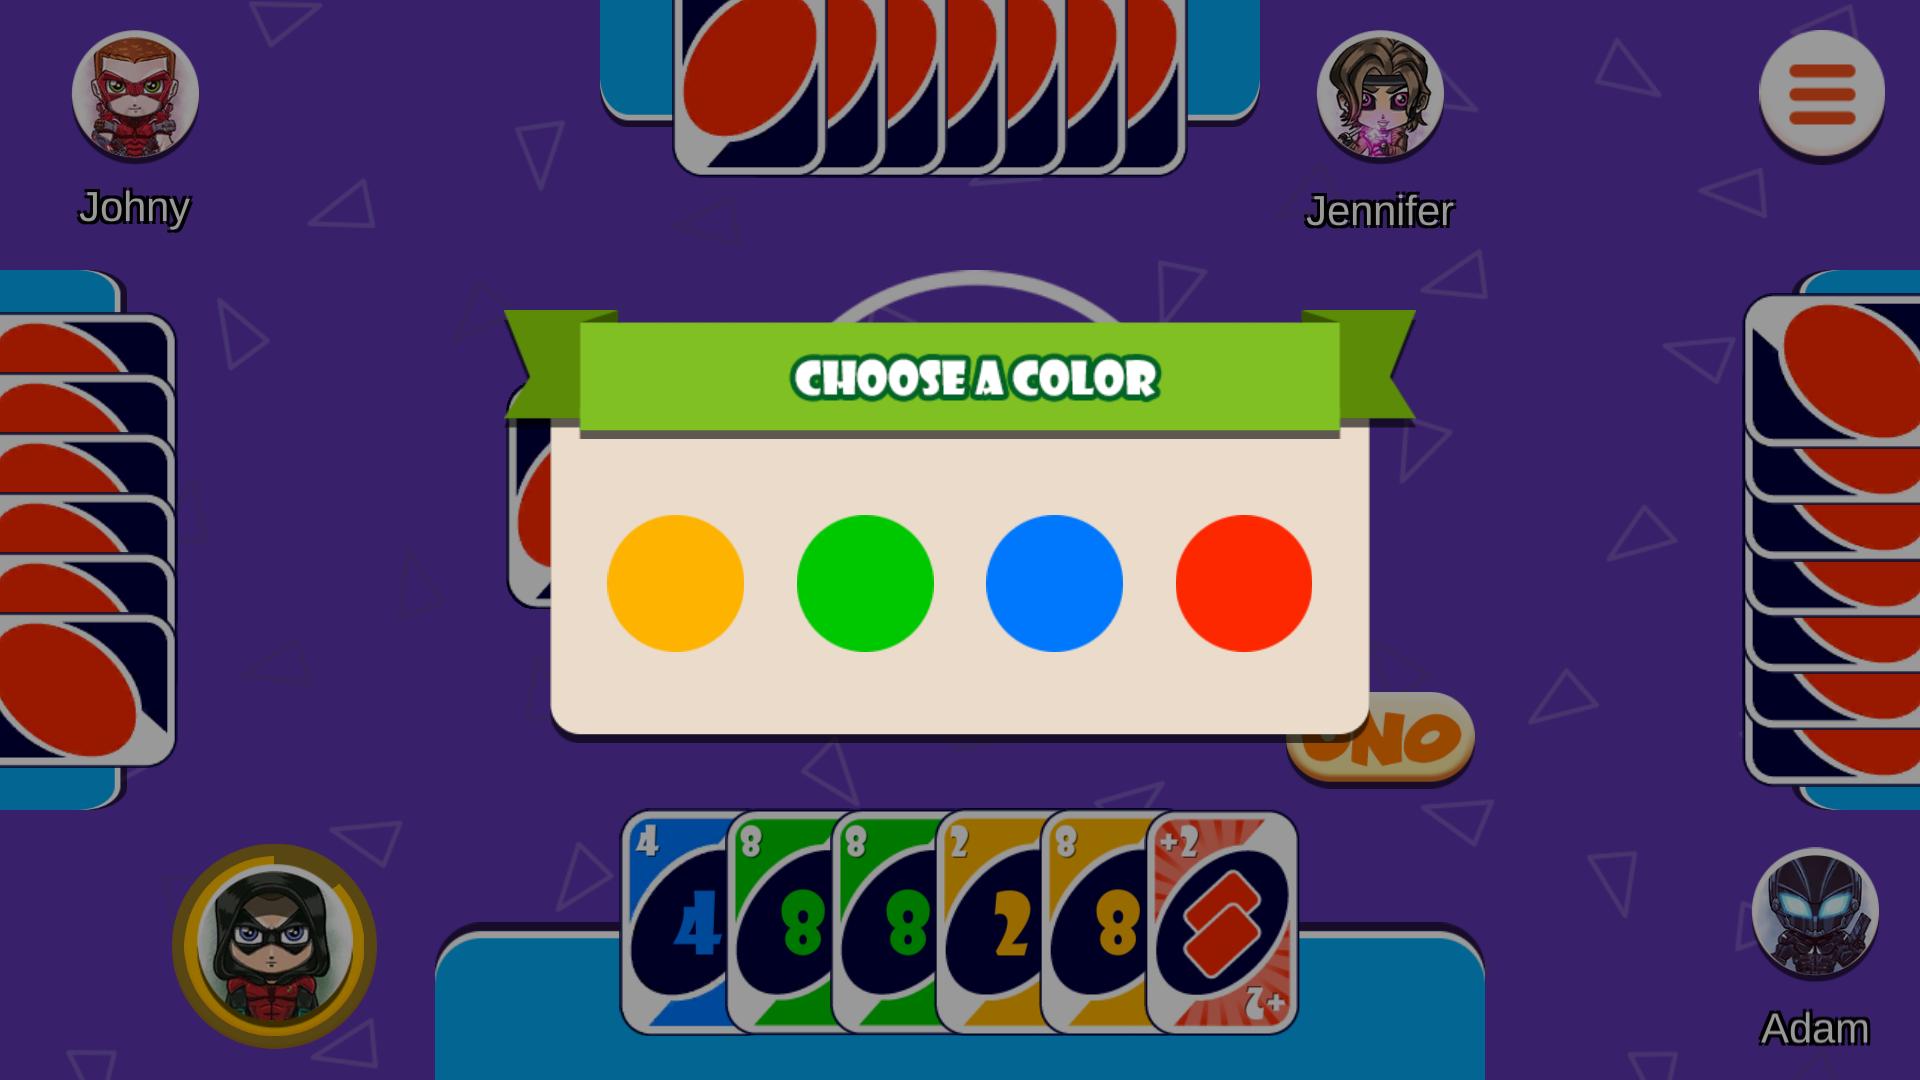 Johny
Jennifer
CHOOSE A COLOR
UNO
4 8 8 2 8 +2
4 8 8 2 8
+2
Adam